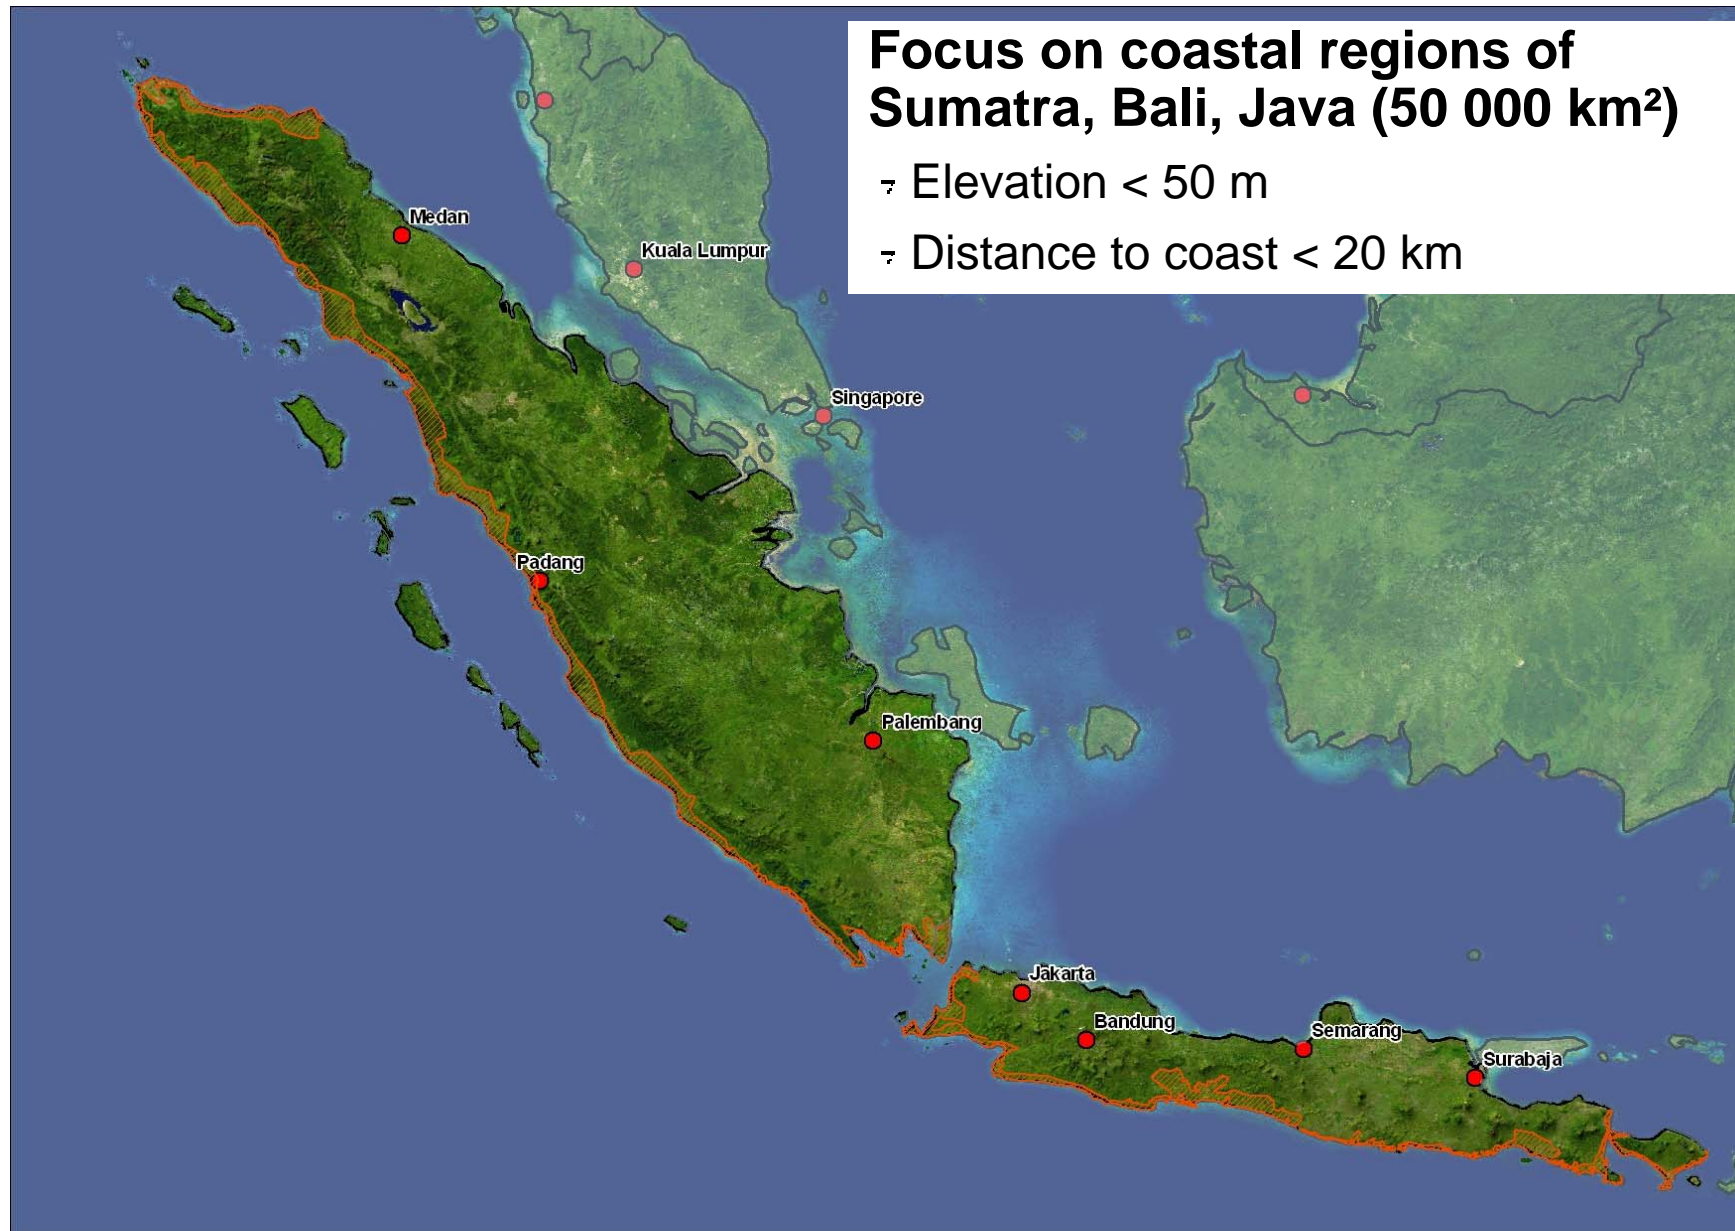 Focus on coastal regions of
Sumatra, Bali, Java (50 000 km²)
- Elevation < 50 m
- Distance to coast < 20 km
Medan
Kuala Lumpur
Singapore
Padang
Palembang
Jakarta
Bandung
Semarang
Surabaja